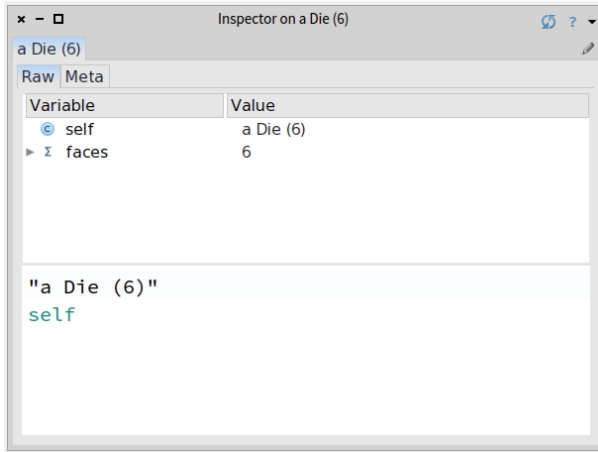 Inspector on a Die (6)
?
a Die (6)
Raw Meta
Variable Value
self a Die (6)
Σ faces 6
"a Die (6)"
self